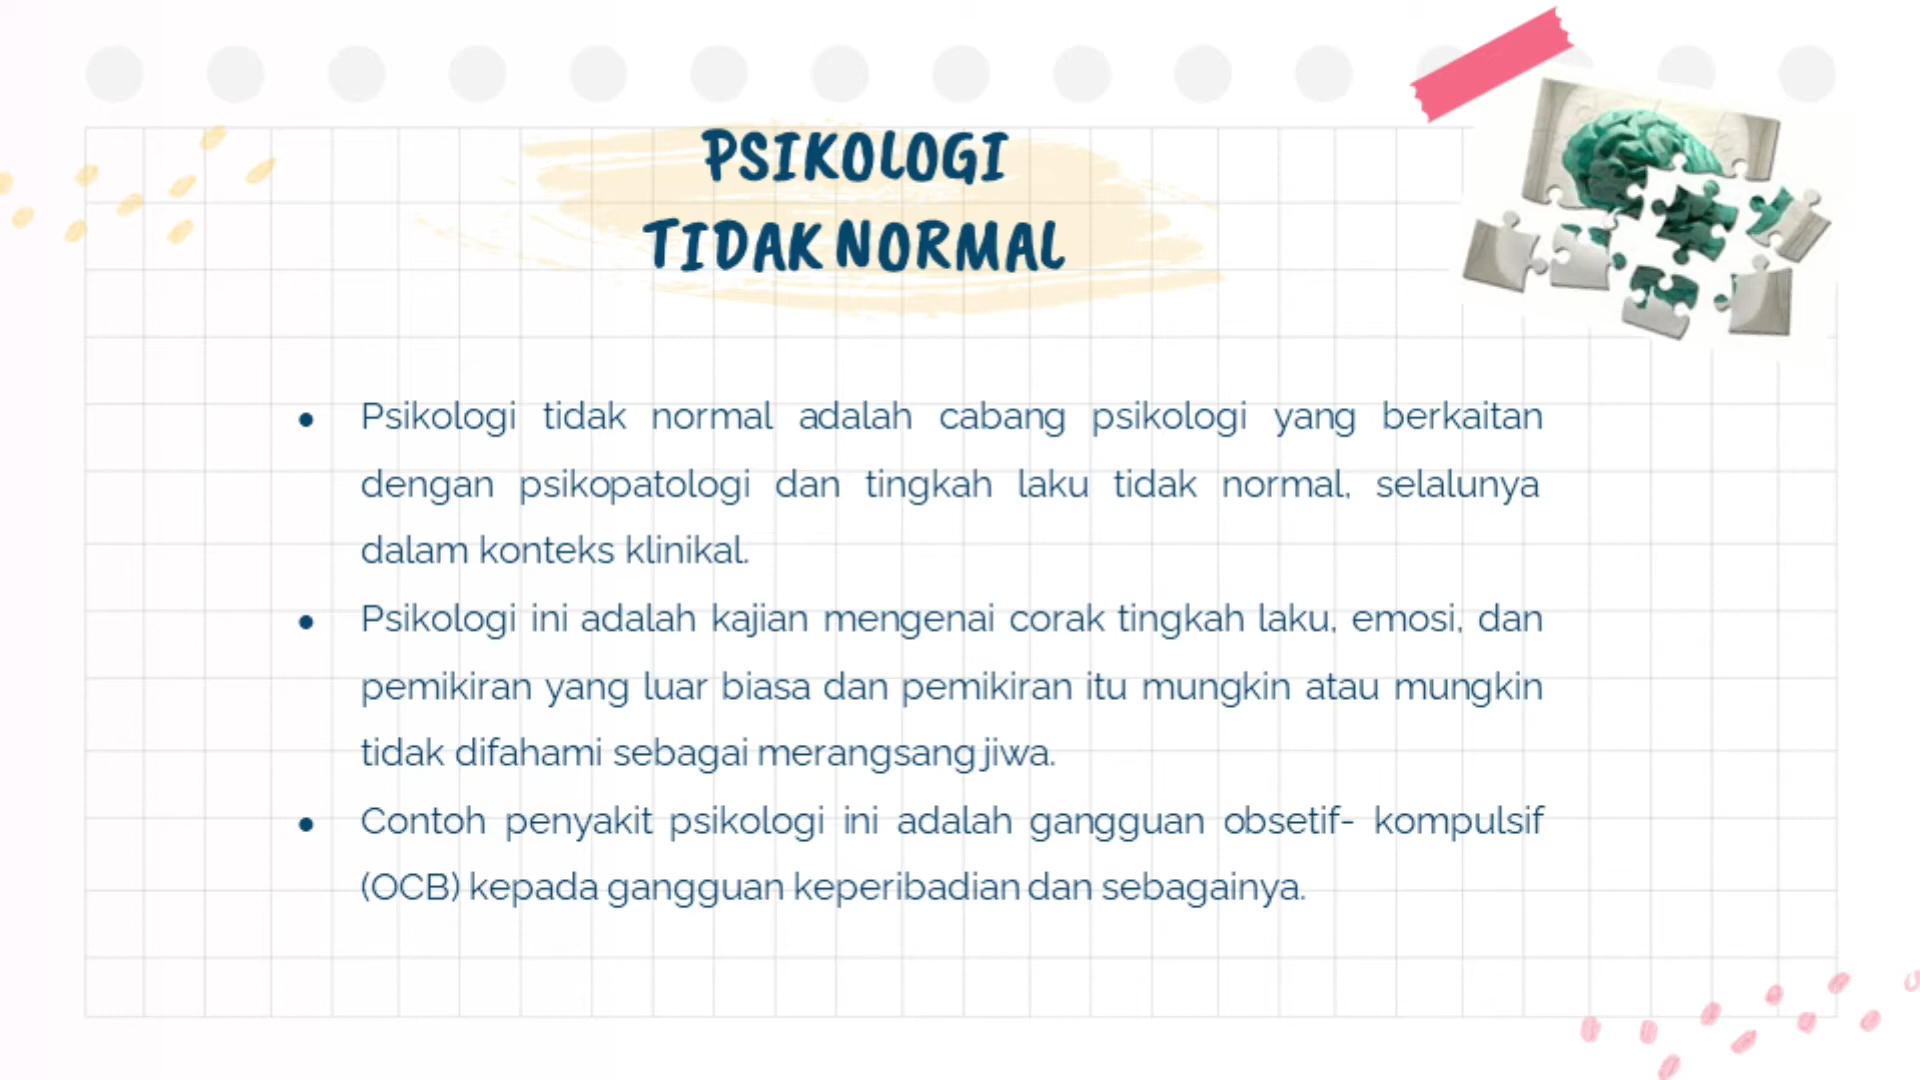 PSIKOLOGI
TIDAK NORMAL
• Psikologi tidak normal adalah cabang psikologi yang berkaitan
dengan psikopatologi dan tingkah laku tidak normal, selalunya
dalam konteks klinikal.
• Psikologi ini adalah kajian mengenai corak tingkah laku, emosi, dan
pemikiran yang luar biasa dan pemikiran itu mungkin atau mungkin
tidak difahami sebagai merangsang jiwa.
• Contoh penyakit psikologi ini adalah gangguan obsetif- kompulsif
(OCB) kepada gangguan keperibadian dan sebagainya.